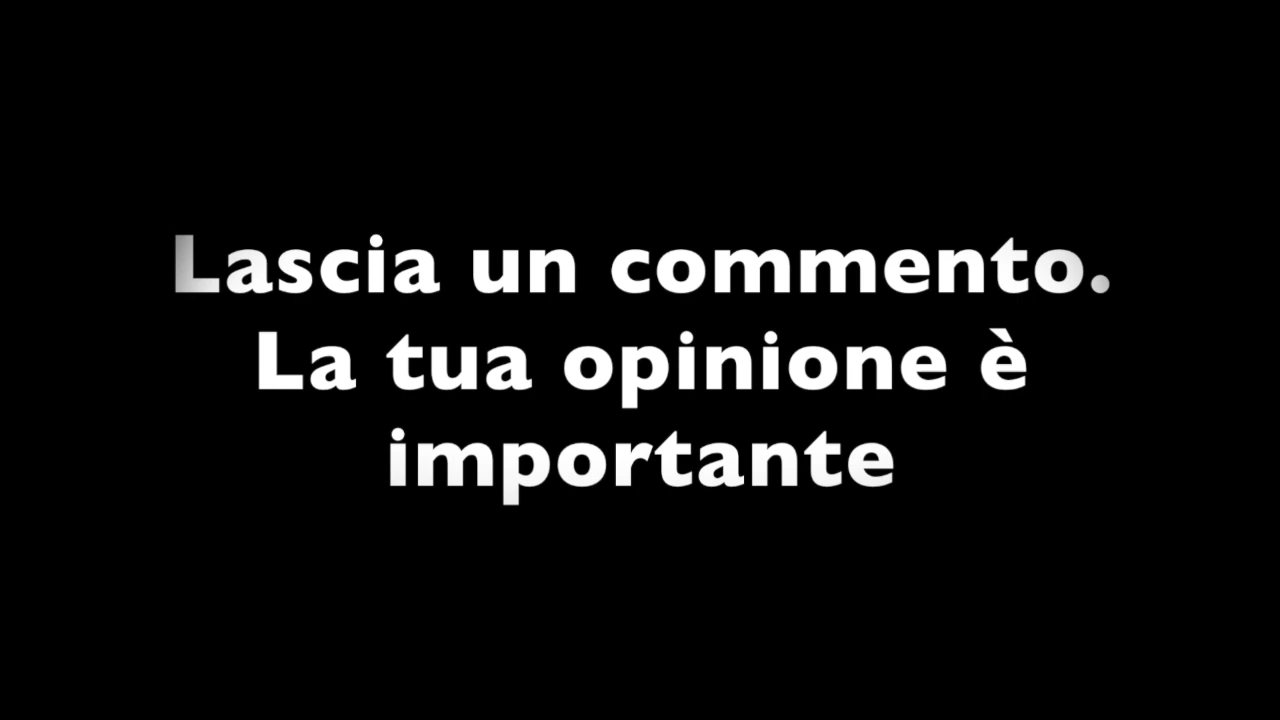 Lascia un commento.
La tua opinione è
importante